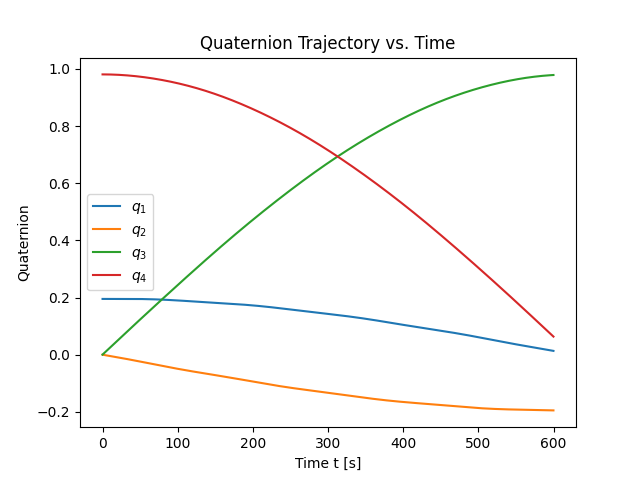 Quaternion Trajectory vs. Time
1.0
0.8
0.6
0.4
0.2
0.0
−0.2
Quaternion
q₁
q₂
q₃
q₄
0 100 200 300 400 500 600
Time t [s]